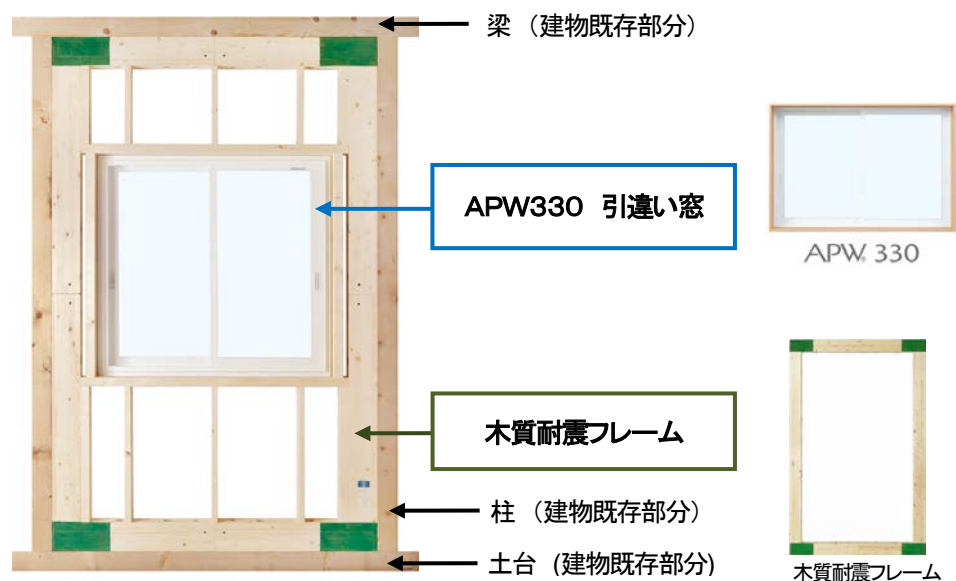 梁 （建物既存部分）
APW330 引違い窓
APW 330
木質耐震フレーム
柱 （建物既存部分）
土台 (建物既存部分)
木質耐震フレーム